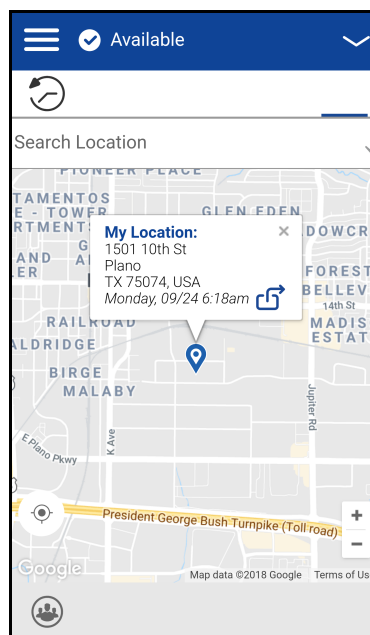 Available
Search Location
PIONEER PLACE
TAMENTOS
E - TOWER
GLEN EDEN
My Location:
1501 10th St
Plano
TX 75074, USA
Monday, 09/24 6:18am
FOREST
BELLEV
14th St
RAILROAD
MADIS
ESTAT
ALDRIDGE
BIRGE
MALABY
Jupiter Rd
K Ave
E Plano Pkwy
President George Bush Turnpike (Toll road)
Google
Map data ©2018 Google
Terms of Us